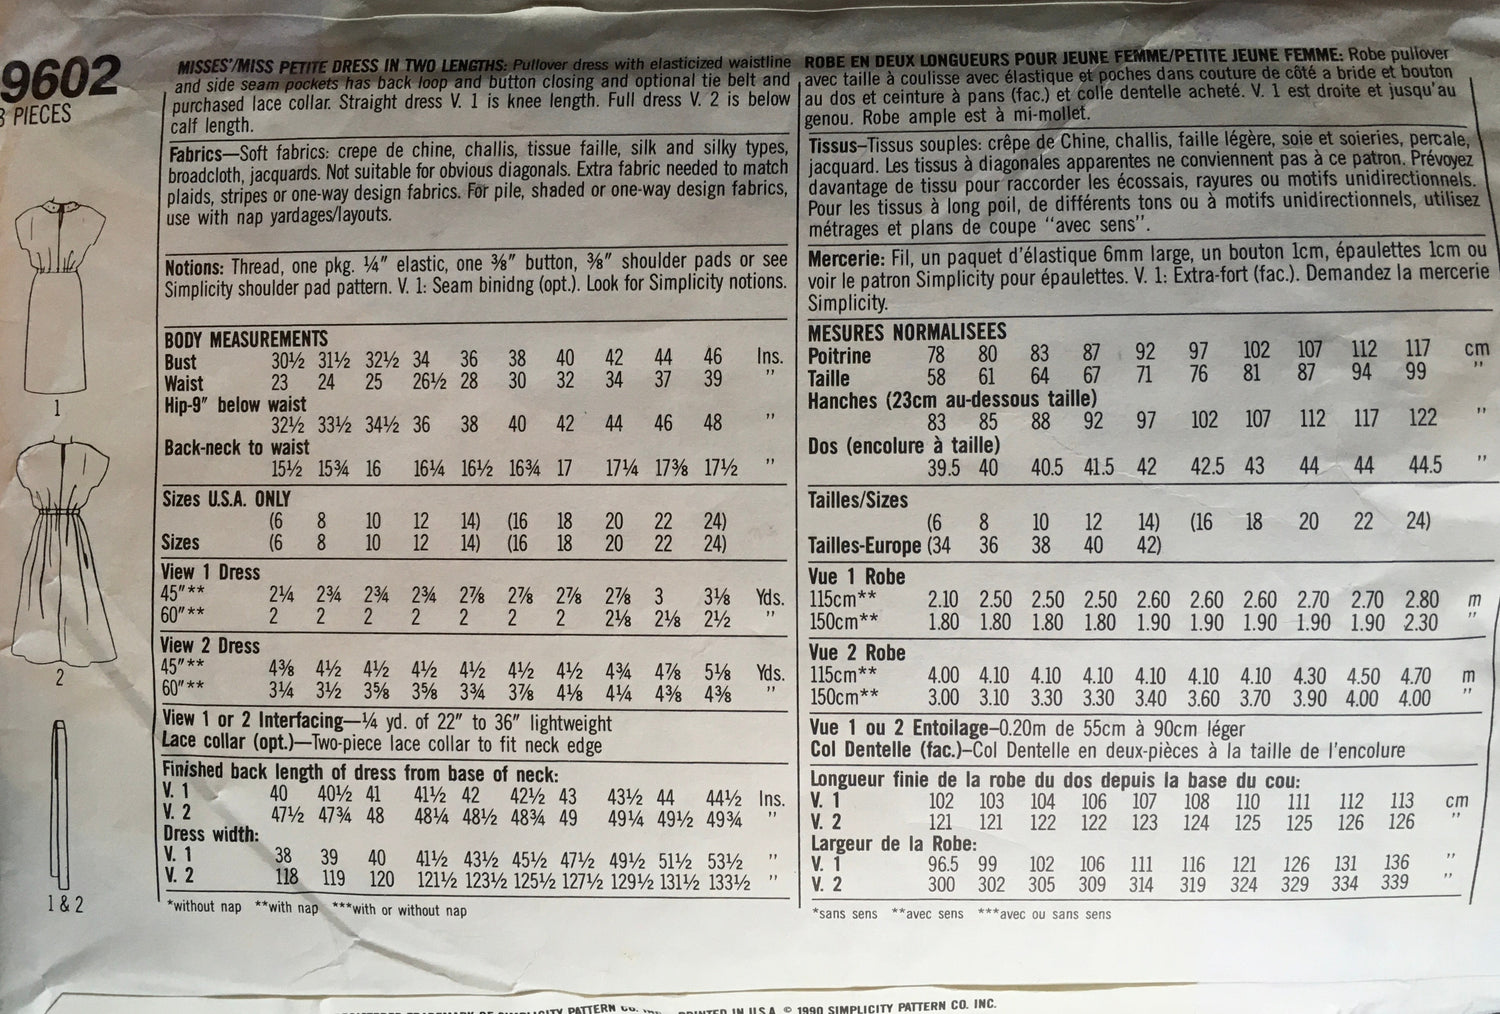 9602
PIECES
MISSES'/MISS PETITE DRESS IN TWO LENGTHS: Pullover dress with elasticized waistline
and side seam pockets has back loop and button closing and optional tie belt and
purchased lace collar. Straight dress V. 1 is knee length. Full dress V. 2 is below
calf length.
Fabrics—Soft fabrics: crepe de chine, challis, tissue faille, silk and silky types,
broadcloth, jacquards. Not suitable for obvious diagonals. Extra fabric needed to match
plaids, stripes or one-way design fabrics. For pile, shaded or one-way design fabrics,
use with nap yardages/layouts.
Notions: Thread, one pkg. ¼" elastic, one ⅜" button, ⅜" shoulder pads or see
Simplicity shoulder pad pattern. V. 1: Seam binidng (opt.). Look for Simplicity notions.
BODY MEASUREMENTS
Bust 30½ 31½ 32½ 34 36 38 40 42 44 46 Ins.
Waist 23 24 25 26½ 28 30 32 34 37 39 "
Hip-9" below waist
32½ 33½ 34½ 36 38 40 42 44 46 48 "
Back-neck to waist
15½ 15¾ 16 16¼ 16½ 16¾ 17 17¼ 17⅜ 17½ "
Sizes U.S.A. ONLY
(6 8 10 12 14) (16 18 20 22 24)
Sizes (6 8 10 12 14) (16 18 20 22 24)
View 1 Dress
45"** 2¼ 2¾ 2¾ 2¾ 2⅞ 2⅞ 2⅞ 2⅞ 3 3⅛ Yds.
60"** 2 2 2 2 2 2 2 2⅛ 2⅛ 2½ "
View 2 Dress
45"** 4⅜ 4½ 4½ 4½ 4½ 4½ 4½ 4¾ 4⅞ 5⅛ Yds.
60"** 3¼ 3½ 3⅝ 3⅝ 3¾ 3⅞ 4⅛ 4¼ 4⅜ 4⅜ "
View 1 or 2 Interfacing—¼ yd. of 22" to 36" lightweight
Lace collar (opt.)—Two-piece lace collar to fit neck edge
Finished back length of dress from base of neck:
V. 1 40 40½ 41 41½ 42 42½ 43 43½ 44 44½ Ins.
V. 2 47½ 47¾ 48 48¼ 48½ 48¾ 49 49¼ 49½ 49¾ "
Dress width:
V. 1 38 39 40 41½ 43½ 45½ 47½ 49½ 51½ 53½ "
V. 2 118 119 120 121½ 123½ 125½ 127½ 129½ 131½ 133½ "
*without nap **with nap ***with or without nap
ROBE EN DEUX LONGUEURS POUR JEUNE FEMME/PETITE JEUNE FEMME: Robe pullover
avec taille à coulisse avec élastique et poches dans couture de côté a bride et bouton
au dos et ceinture à pans (fac.) et colle dentelle acheté. V. 1 est droite et jusqu'au
genou. Robe ample est à mi-mollet.
Tissus—Tissus souples: crêpe de Chine, challis, faille légère, soie et soieries, percale,
jacquard. Les tissus à diagonales apparentes ne conviennent pas à ce patron. Prévoyez
davantage de tissu pour raccorder les écossais, rayures ou motifs unidirectionnels.
Pour les tissus à long poil, de différents tons ou à motifs unidirectionnels, utilisez
métrages et plans de coupe "avec sens".
Mercerie: Fil, un paquet d'élastique 6mm large, un bouton 1cm, épaulettes 1cm ou
voir le patron Simplicity pour épaulettes. V. 1: Extra-fort (fac.). Demandez la mercerie
Simplicity.
MESURES NORMALISEES
Poitrine 78 80 83 87 92 97 102 107 112 117 cm
Taille 58 61 64 67 71 76 81 87 94 99 "
Hanches (23cm au-dessous taille)
83 85 88 92 97 102 107 112 117 122 "
Dos (encolure à taille)
39.5 40 40.5 41.5 42 42.5 43 44 44 44.5 "
Tailles/Sizes
(6 8 10 12 14) (16 18 20 22 24)
Tailles-Europe (34 36 38 40 42)
Vue 1 Robe
115cm** 2.10 2.50 2.50 2.50 2.60 2.60 2.60 2.70 2.70 2.80 m
150cm** 1.80 1.80 1.80 1.80 1.90 1.90 1.90 1.90 1.90 2.30 "
Vue 2 Robe
115cm** 4.00 4.10 4.10 4.10 4.10 4.10 4.10 4.30 4.50 4.70 m
150cm** 3.00 3.10 3.30 3.30 3.40 3.60 3.70 3.90 4.00 4.00 "
Vue 1 ou 2 Entoilage—0.20m de 55cm à 90cm léger
Col Dentelle (fac.)—Col Dentelle en deux-pièces à la taille de l'encolure
Longueur finie de la robe du dos depuis la base du cou:
V. 1 102 103 104 106 107 108 110 111 112 113 cm
V. 2 121 121 122 122 123 124 125 125 126 126 "
Largeur de la Robe:
V. 1 96.5 99 102 106 111 116 121 126 131 136 "
V. 2 300 302 305 309 314 319 324 329 334 339 "
*sans sens **avec sens ***avec ou sans sens
1
2
1 & 2
PATTERN CO. PRINTED IN U.S.A. © 1990 SIMPLICITY PATTERN CO. INC.